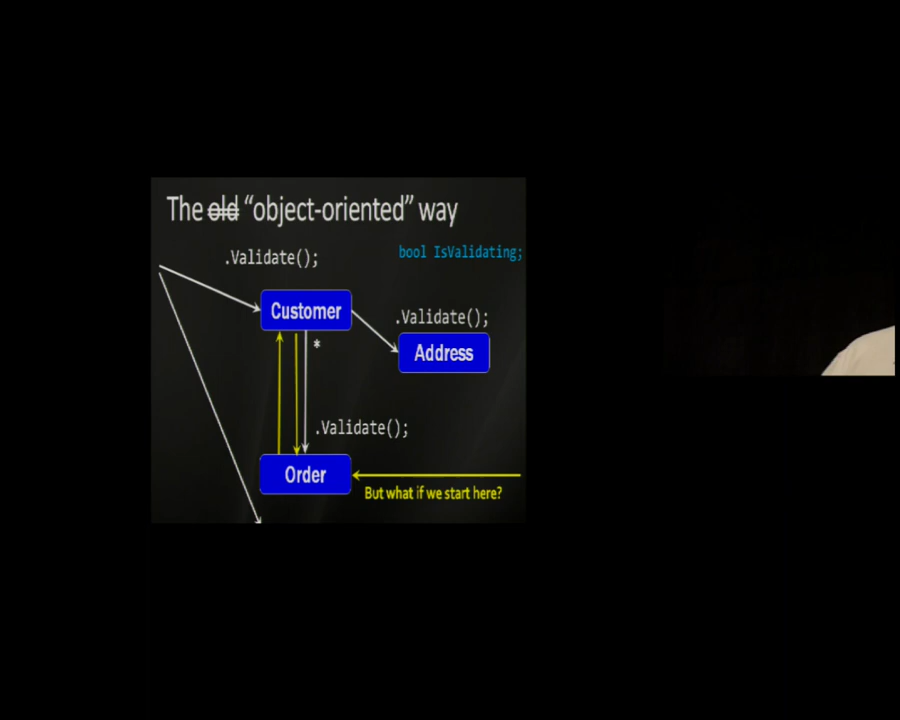 The old “object-oriented” way
.Validate();
bool IsValidating;
Customer
.Validate();
Address
*
.Validate();
Order
But what if we start here?